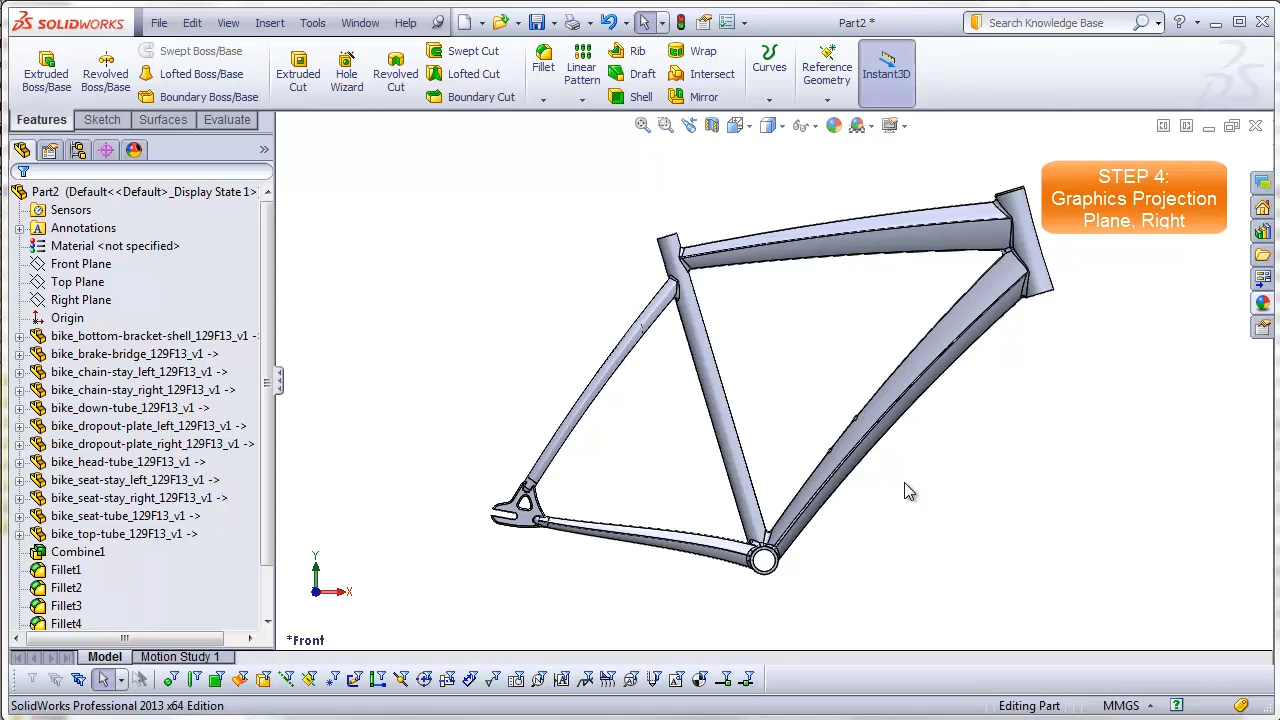 SOLIDWORKS File Edit View Insert Tools Window Help Part2 * Search Knowledge Base
Extruded Boss/Base
Revolved Boss/Base
Swept Boss/Base
Lofted Boss/Base
Boundary Boss/Base
Extruded Cut
Hole Wizard
Revolved Cut
Swept Cut
Lofted Cut
Boundary Cut
Fillet
Linear Pattern
Rib
Draft
Shell
Wrap
Intersect
Mirror
Curves
Reference Geometry
Instant3D
Features Sketch Surfaces Evaluate
Part2 (Default<<Default>_Display State 1>)
Sensors
Annotations
Material <not specified>
Front Plane
Top Plane
Right Plane
Origin
bike_bottom-bracket-shell_129F13_v1 ->
bike_brake-bridge_129F13_v1 ->
bike_chain-stay_left_129F13_v1 ->
bike_chain-stay_right_129F13_v1 ->
bike_down-tube_129F13_v1 ->
bike_dropout-plate_left_129F13_v1 ->
bike_dropout-plate_right_129F13_v1 ->
bike_head-tube_129F13_v1 ->
bike_seat-stay_left_129F13_v1 ->
bike_seat-stay_right_129F13_v1 ->
bike_seat-tube_129F13_v1 ->
bike_top-tube_129F13_v1 ->
Combine1
Fillet1
Fillet2
Fillet3
Fillet4
STEP 4:
Graphics Projection
Plane, Right
Y
X
*Front
Model Motion Study 1
SolidWorks Professional 2013 x64 Edition Editing Part MMGS